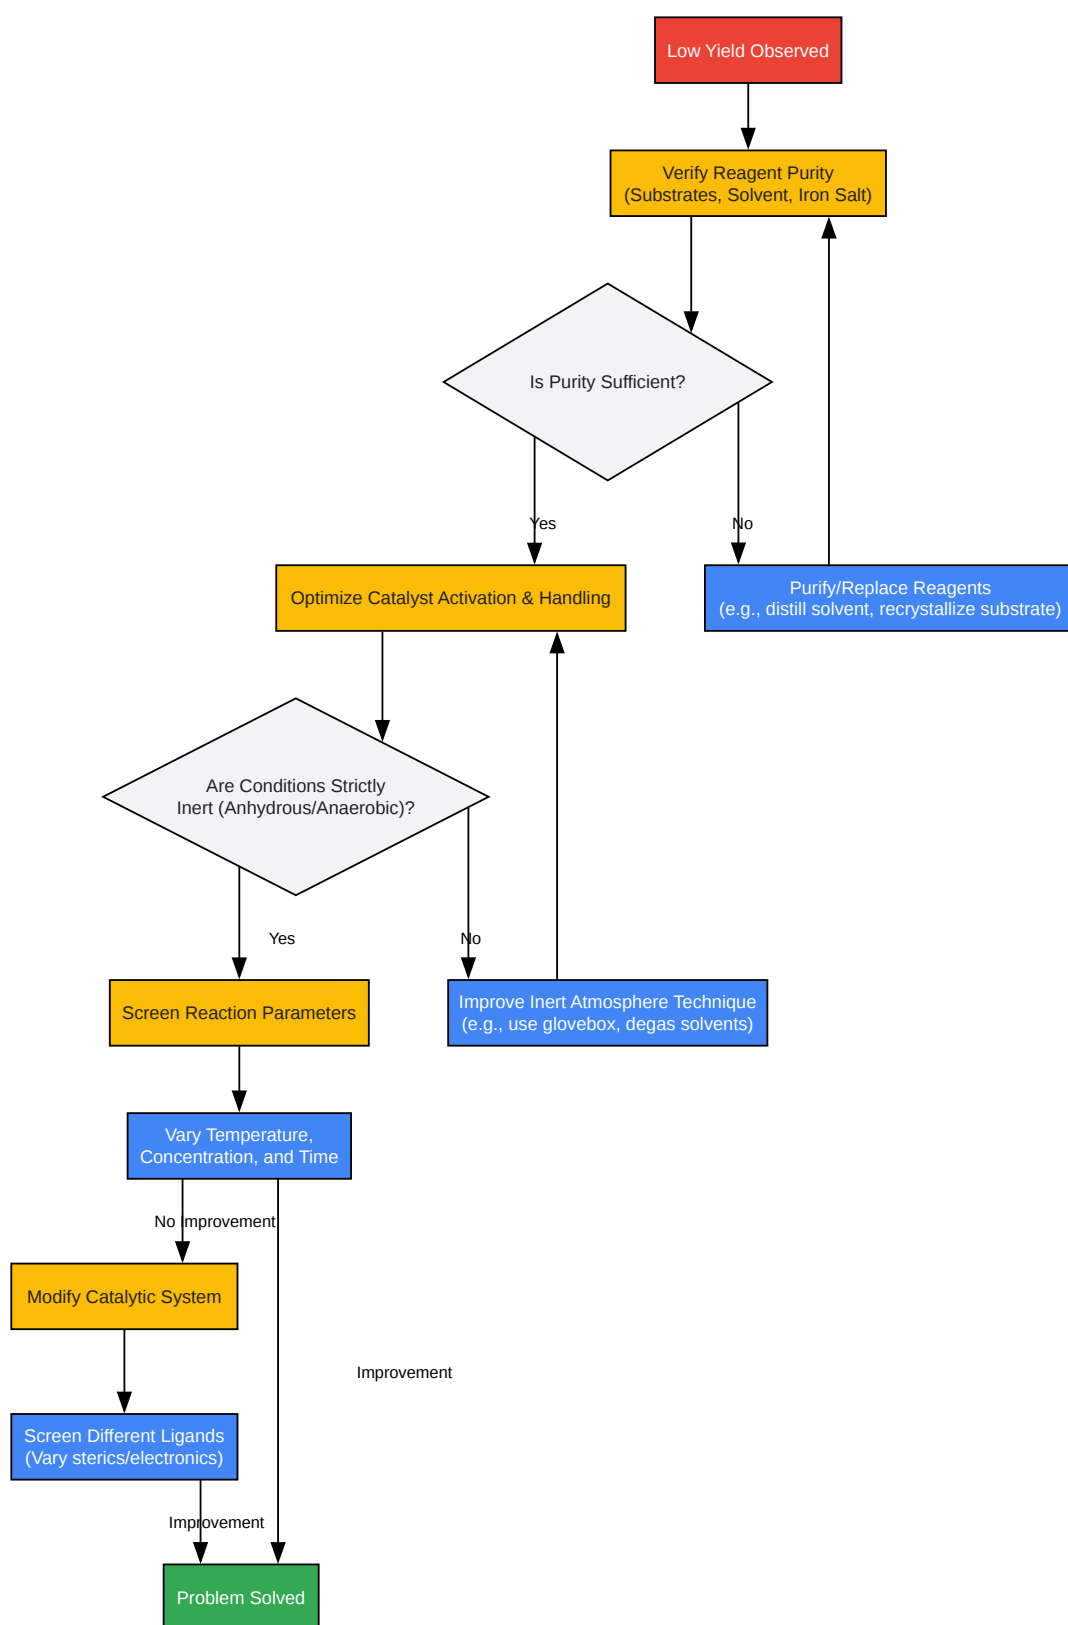 Low Yield Observed
Verify Reagent Purity
(Substrates, Solvent, Iron Salt)
Is Purity Sufficient?
Yes
No
Optimize Catalyst Activation & Handling
Purify/Replace Reagents
(e.g., distill solvent, recrystallize substrate)
Are Conditions Strictly
Inert (Anhydrous/Anaerobic)?
Yes
No
Screen Reaction Parameters
Improve Inert Atmosphere Technique
(e.g., use glovebox, degas solvents)
Vary Temperature,
Concentration, and Time
No Improvement
Modify Catalytic System
Improvement
Screen Different Ligands
(Vary sterics/electronics)
Improvement
Problem Solved